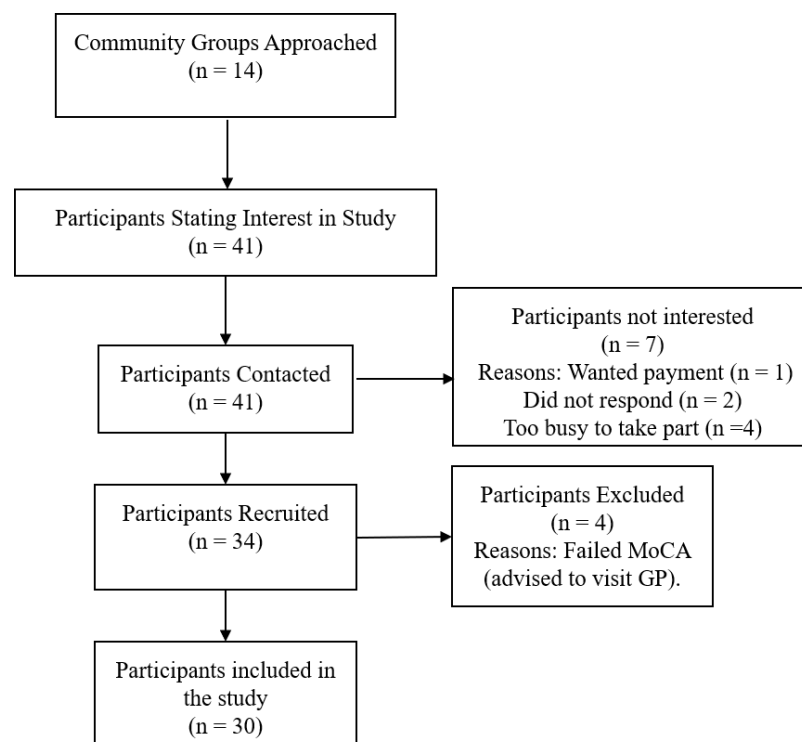 Community Groups Approached
(n = 14)
Participants Stating Interest in Study
(n = 41)
Participants Contacted
(n = 41)
Participants not interested
(n = 7)
Reasons: Wanted payment (n = 1)
Did not respond (n = 2)
Too busy to take part (n =4)
Participants Recruited
(n = 34)
Participants Excluded
(n = 4)
Reasons: Failed MoCA
(advised to visit GP).
Participants included in
the study
(n = 30)